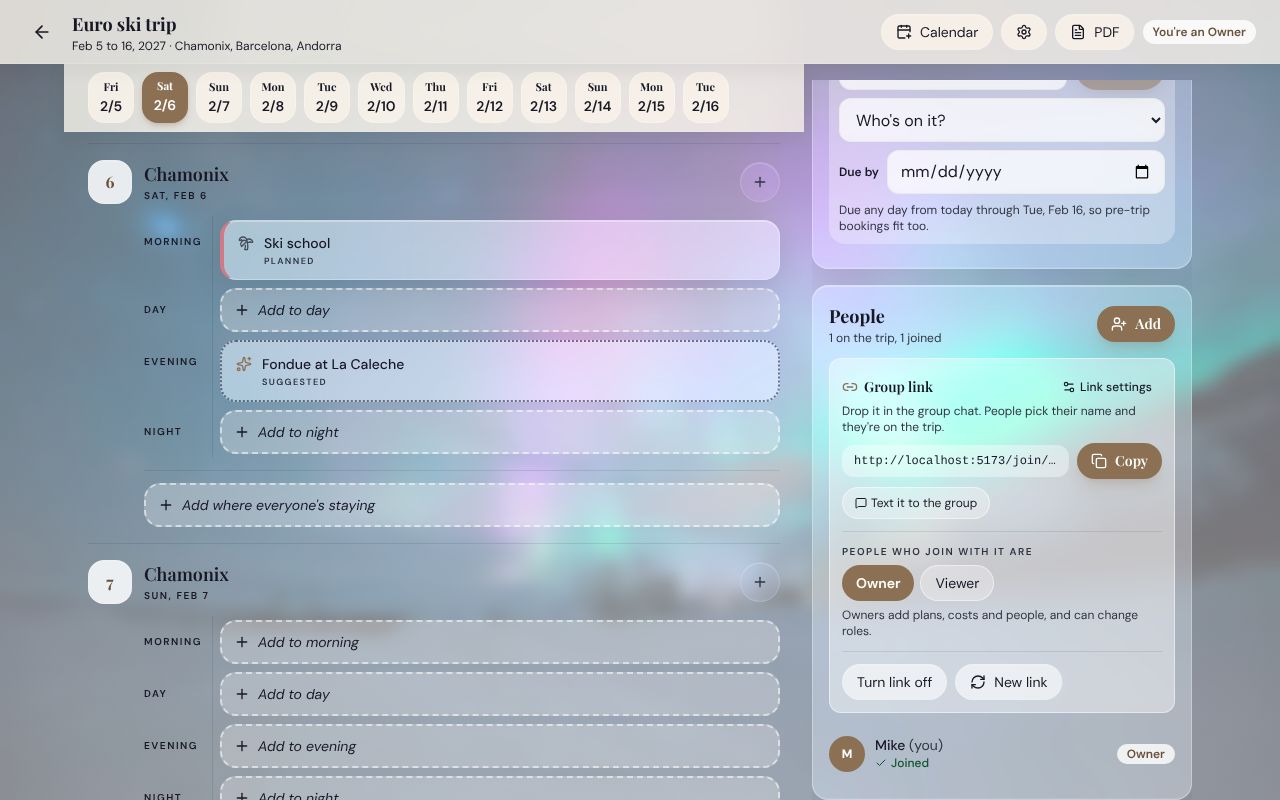 Euro ski trip
Feb 5 to 16, 2027 · Chamonix, Barcelona, Andorra
Calendar
PDF
You're an Owner
Fri 2/5
Sat 2/6
Sun 2/7
Mon 2/8
Tue 2/9
Wed 2/10
Thu 2/11
Fri 2/12
Sat 2/13
Sun 2/14
Mon 2/15
Tue 2/16
6
Chamonix
SAT, FEB 6
MORNING
Ski school
PLANNED
DAY
Add to day
EVENING
Fondue at La Caleche
SUGGESTED
NIGHT
Add to night
Add where everyone's staying
7
Chamonix
SUN, FEB 7
MORNING
Add to morning
DAY
Add to day
EVENING
Add to evening
NIGHT
Add to night
Who's on it?
Due by
mm/dd/yyyy
Due any day from today through Tue, Feb 16, so pre-trip
bookings fit too.
People
1 on the trip, 1 joined
Add
Group link
Link settings
Drop it in the group chat. People pick their name and
they're on the trip.
http://localhost:5173/join/…
Copy
Text it to the group
PEOPLE WHO JOIN WITH IT ARE
Owner
Viewer
Owners add plans, costs and people, and can change
roles.
Turn link off
New link
M
Mike (you)
Joined
Owner